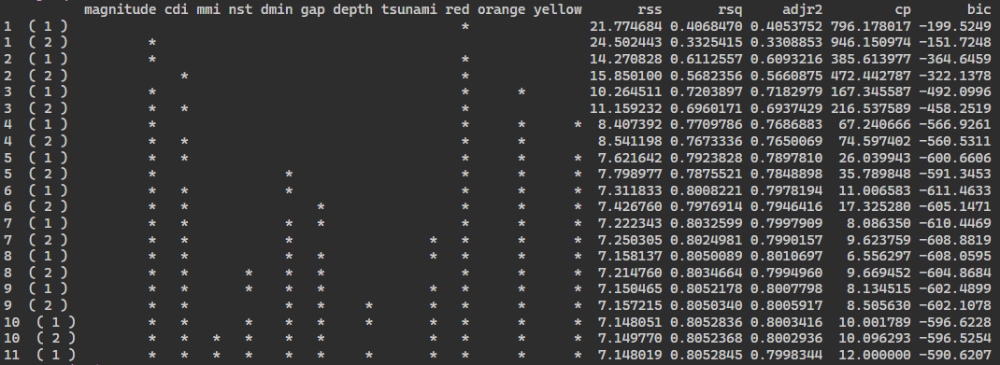 magnitude cdi mmi nst dmin gap depth tsunami red orange yellow       rss       rsq     adjr2         cp       bic
1  ( 1 )                                                 *                21.774684 0.4068470 0.4053752 796.178017 -199.5249
1  ( 2 )          *                                                       24.502443 0.3325415 0.3308853 946.150974 -151.7248
2  ( 1 )          *                                      *                14.270828 0.6112557 0.6093216 385.613977 -364.6459
2  ( 2 )              *                                  *                15.850100 0.5682356 0.5660875 472.442787 -322.1378
3  ( 1 )          *                                      *      *         10.264511 0.7203897 0.7182979 167.345587 -492.0996
3  ( 2 )          *   *                                  *                11.159232 0.6960171 0.6937429 216.537589 -458.2519
4  ( 1 )          *                                      *      *      *   8.407392 0.7709786 0.7686883  67.240666 -566.9261
4  ( 2 )          *   *                                  *      *          8.541198 0.7673336 0.7650069  74.597402 -560.5311
5  ( 1 )          *   *                                  *      *      *   7.621642 0.7923828 0.7897810  26.039943 -600.6606
5  ( 2 )          *                *                     *      *      *   7.798977 0.7875521 0.7848898  35.789848 -591.3453
6  ( 1 )          *   *            *                     *      *      *   7.311833 0.8008221 0.7978194  11.006583 -611.4633
6  ( 2 )          *   *                *                 *      *      *   7.426760 0.7976914 0.7946416  17.325280 -605.1471
7  ( 1 )          *   *            *   *                 *      *      *   7.222343 0.8032599 0.7997909   8.086350 -610.4469
7  ( 2 )          *   *            *                 *   *      *      *   7.250305 0.8024981 0.7990157   9.623759 -608.8819
8  ( 1 )          *   *            *   *             *   *      *      *   7.158137 0.8050089 0.8010697   6.556297 -608.0595
8  ( 2 )          *   *       *    *   *                 *      *      *   7.214760 0.8034664 0.7994960   9.669452 -604.8684
9  ( 1 )          *   *       *    *   *             *   *      *      *   7.150465 0.8052178 0.8007798   8.134515 -602.4899
9  ( 2 )          *   *            *   *     *       *   *      *      *   7.157215 0.8050340 0.8005917   8.505630 -602.1078
10  ( 1 )         *   *       *    *   *     *       *   *      *      *   7.148051 0.8052836 0.8003416  10.001789 -596.6228
10  ( 2 )         *   *   *   *    *   *             *   *      *      *   7.149770 0.8052368 0.8002936  10.096293 -596.5254
11  ( 1 )         *   *   *   *    *   *     *       *   *      *      *   7.148019 0.8052845 0.7998344  12.000000 -590.6207